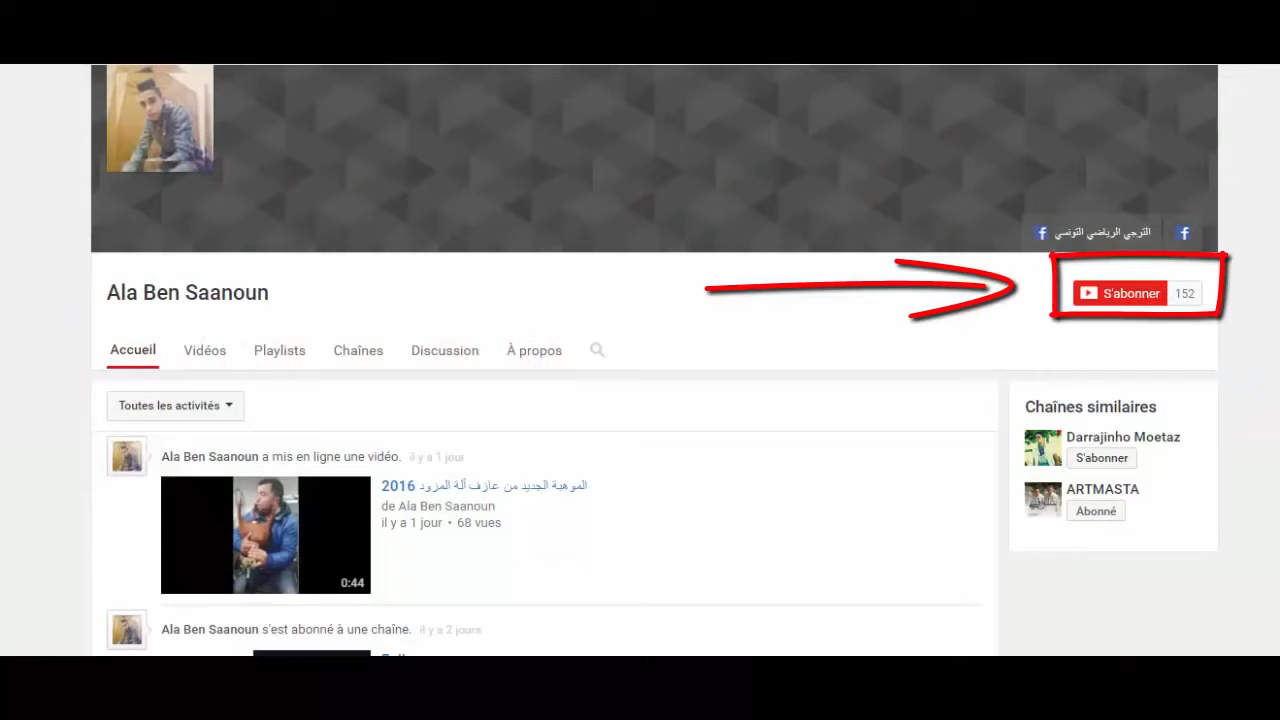 الترجي الرياضي التونسي
Ala Ben Saanoun
S'abonner 152
Accueil Vidéos Playlists Chaînes Discussion À propos
Toutes les activités
Ala Ben Saanoun a mis en ligne une vidéo. il y a 1 jour
الموهبة الجديد من عازف آلة المزود 2016
de Ala Ben Saanoun
il y a 1 jour • 68 vues
0:44
Ala Ben Saanoun s'est abonné à une chaîne. il y a 2 jours
Chaînes similaires
Darrajinho Moetaz
S'abonner
ARTMASTA
Abonné